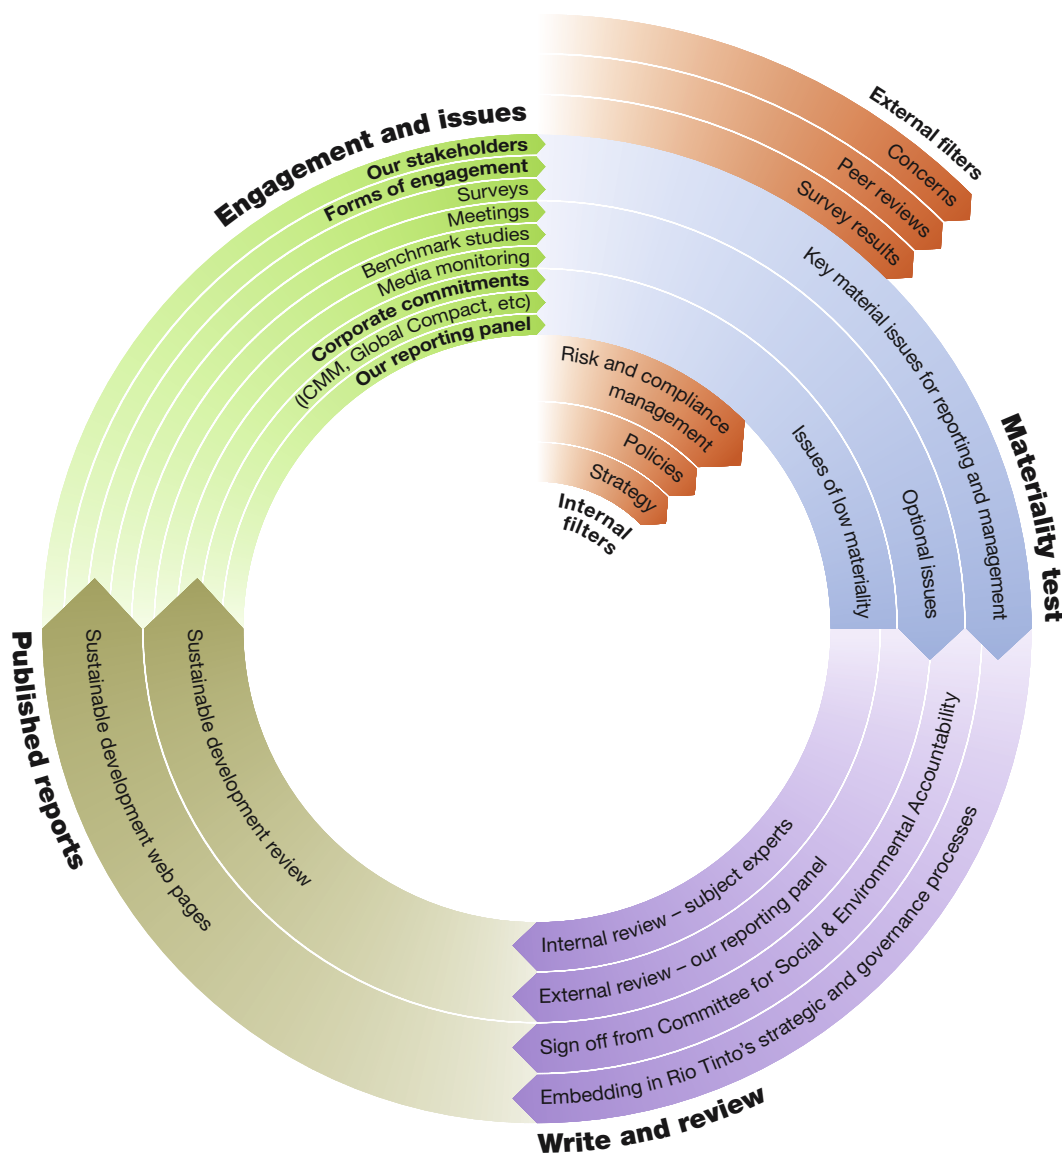 Engagement and issues
Our stakeholders
Forms of engagement
Surveys
Meetings
Benchmark studies
Media monitoring
Corporate commitments
(ICMM, Global Compact, etc)
Our reporting panel
External filters
Concerns
Peer reviews
Survey results
Risk and compliance
management
Policies
Strategy
Internal
filters
Materiality test
Key material issues for reporting and management
Optional issues
Issues of low materiality
Write and review
Internal review – subject experts
External review – our reporting panel
Sign off from Committee for Social & Environmental Accountability
Embedding in Rio Tinto’s strategic and governance processes
Published reports
Sustainable development web pages
Sustainable development review